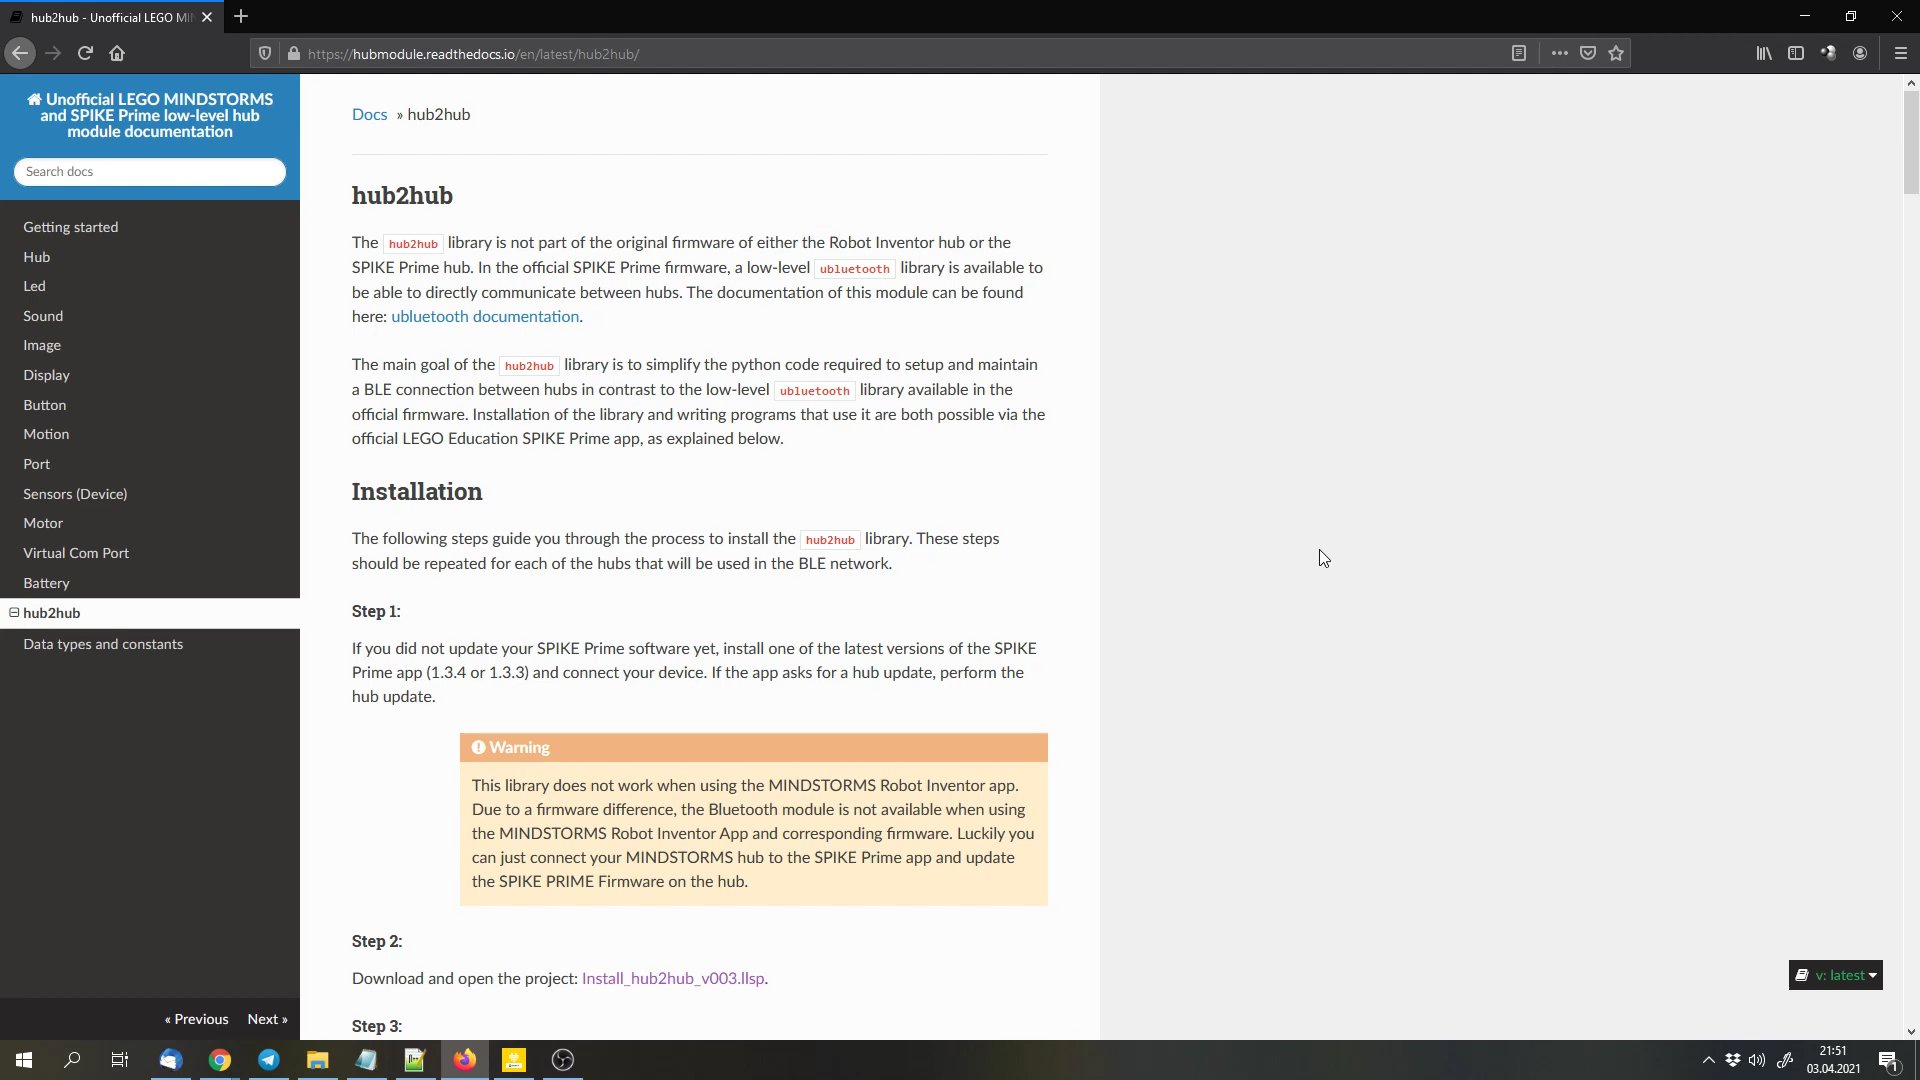 hub2hub - Unofficial LEGO MI
https://hubmodule.readthedocs.io/en/latest/hub2hub/
Unofficial LEGO MINDSTORMS
and SPIKE Prime low-level hub
module documentation
Search docs
Getting started
Hub
Led
Sound
Image
Display
Button
Motion
Port
Sensors (Device)
Motor
Virtual Com Port
Battery
hub2hub
Data types and constants
« Previous Next »
Docs » hub2hub
hub2hub
The hub2hub library is not part of the original firmware of either the Robot Inventor hub or the
SPIKE Prime hub. In the official SPIKE Prime firmware, a low-level ubluetooth library is available to
be able to directly communicate between hubs. The documentation of this module can be found
here: ubluetooth documentation.
The main goal of the hub2hub library is to simplify the python code required to setup and maintain
a BLE connection between hubs in contrast to the low-level ubluetooth library available in the
official firmware. Installation of the library and writing programs that use it are both possible via the
official LEGO Education SPIKE Prime app, as explained below.
Installation
The following steps guide you through the process to install the hub2hub library. These steps
should be repeated for each of the hubs that will be used in the BLE network.
Step 1:
If you did not update your SPIKE Prime software yet, install one of the latest versions of the SPIKE
Prime app (1.3.4 or 1.3.3) and connect your device. If the app asks for a hub update, perform the
hub update.
Warning
This library does not work when using the MINDSTORMS Robot Inventor app.
Due to a firmware difference, the Bluetooth module is not available when using
the MINDSTORMS Robot Inventor App and corresponding firmware. Luckily you
can just connect your MINDSTORMS hub to the SPIKE Prime app and update
the SPIKE PRIME Firmware on the hub.
Step 2:
Download and open the project: Install_hub2hub_v003.llsp.
Step 3:
v: latest
21:51
03.04.2021
1